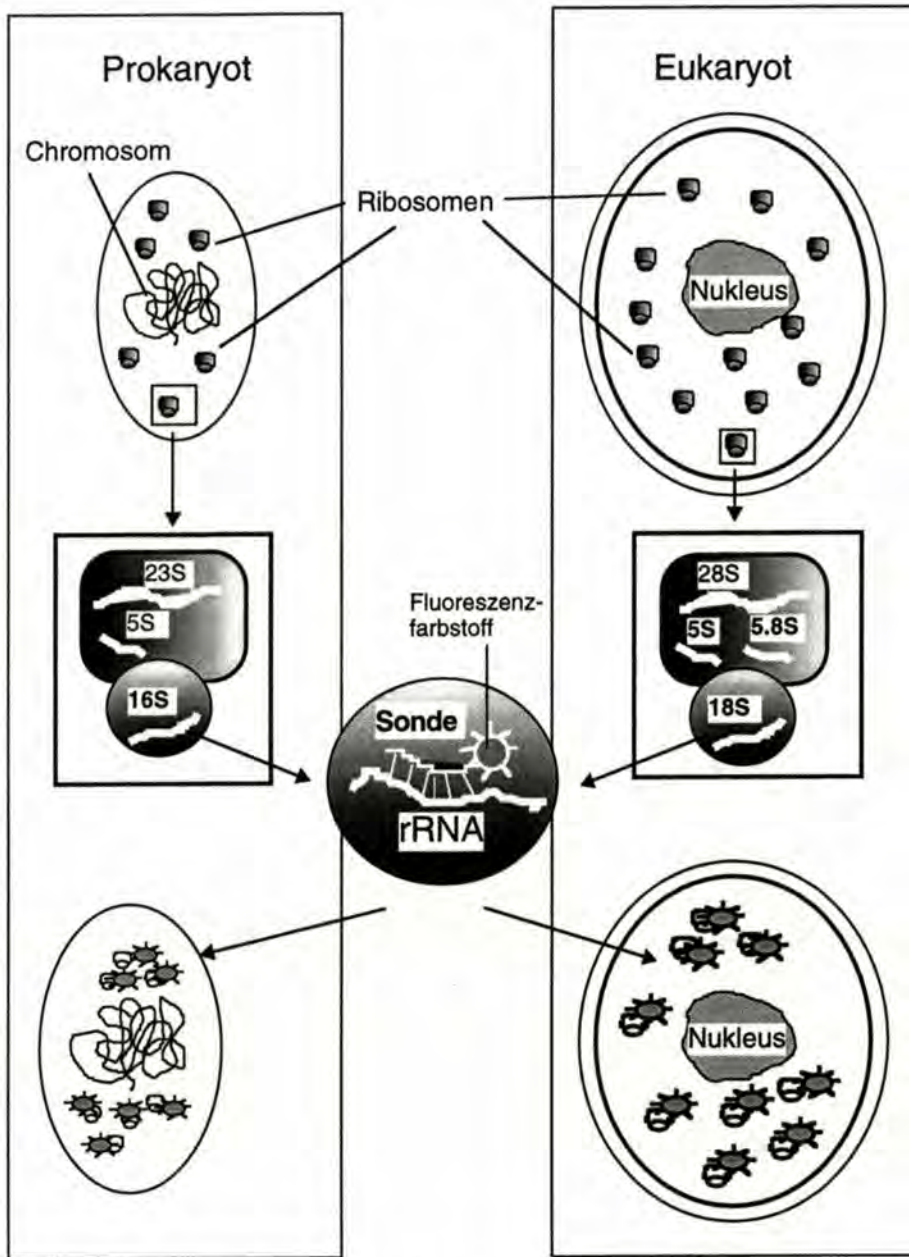 Prokaryot
Eukaryot
Chromosom
Ribosomen
Nukleus
23S
5S
16S
28S
5S
5.8S
18S
Fluoreszenz-
farbstoff
Sonde
rRNA
Nukleus